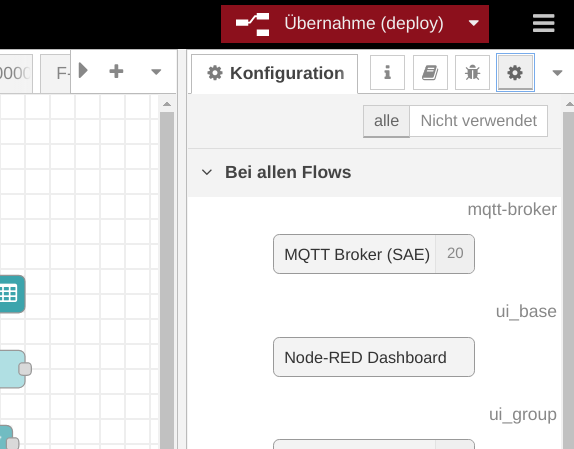 Übernahme (deploy)
F-
Konfiguration
alle
Nicht verwendet
Bei allen Flows
mqtt-broker
MQTT Broker (SAE)
20
ui_base
Node-RED Dashboard
ui_group